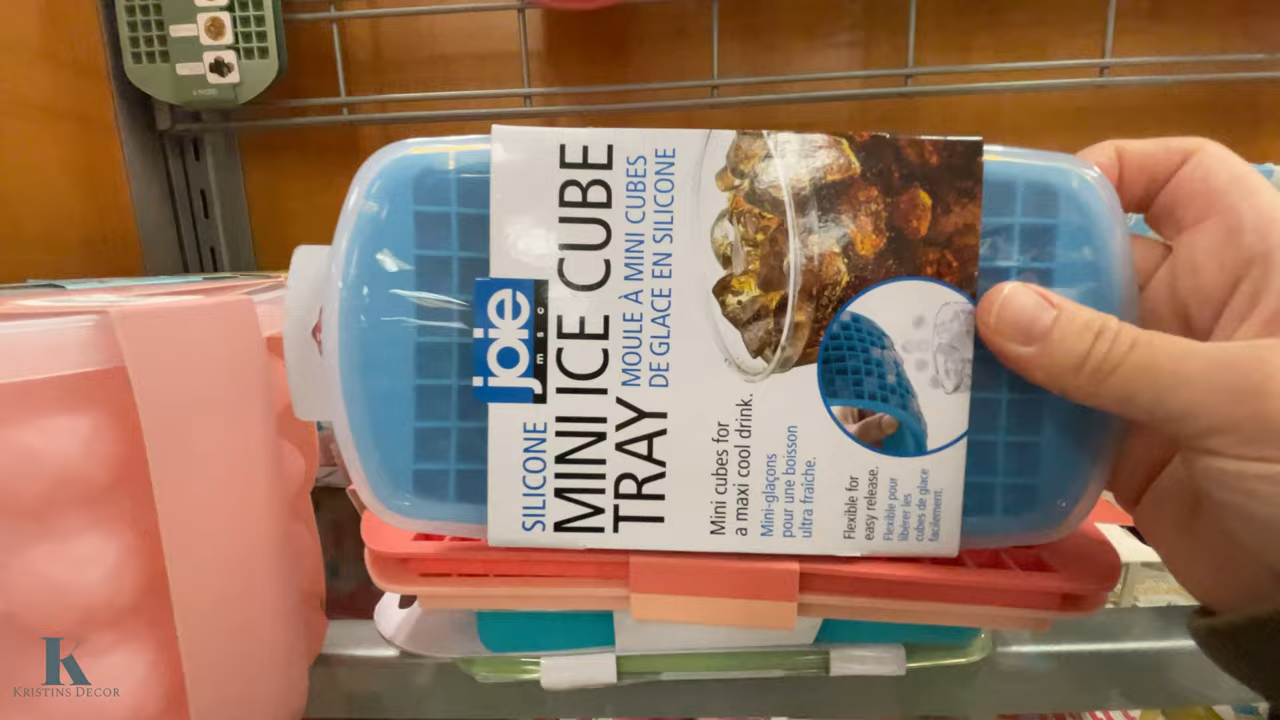 joie
msc
SILICONE
MINI ICE CUBE
TRAY
MOULE À MINI CUBES
DE GLACE EN SILICONE
Mini cubes for
a maxi cool drink.
Mini-glaçons
pour une boisson
ultra fraîche.
Flexible for
easy release.
Flexible pour
libérer les
cubes de glace
facilement.
K
KRISTINS DECOR